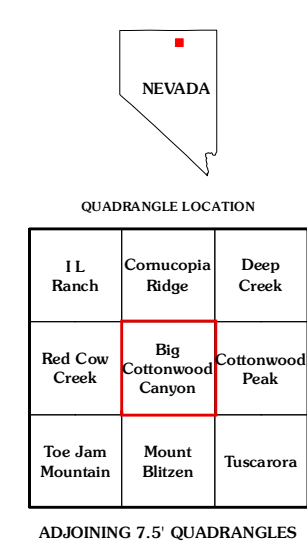 NEVADA
QUADRANGLE LOCATION
I L
Ranch
Cornucopia
Ridge
Deep
Creek
Red Cow
Creek
Big
Cottonwood
Canyon
Cottonwood
Peak
Toe Jam
Mountain
Mount
Blitzen
Tuscarora
ADJOINING 7.5' QUADRANGLES